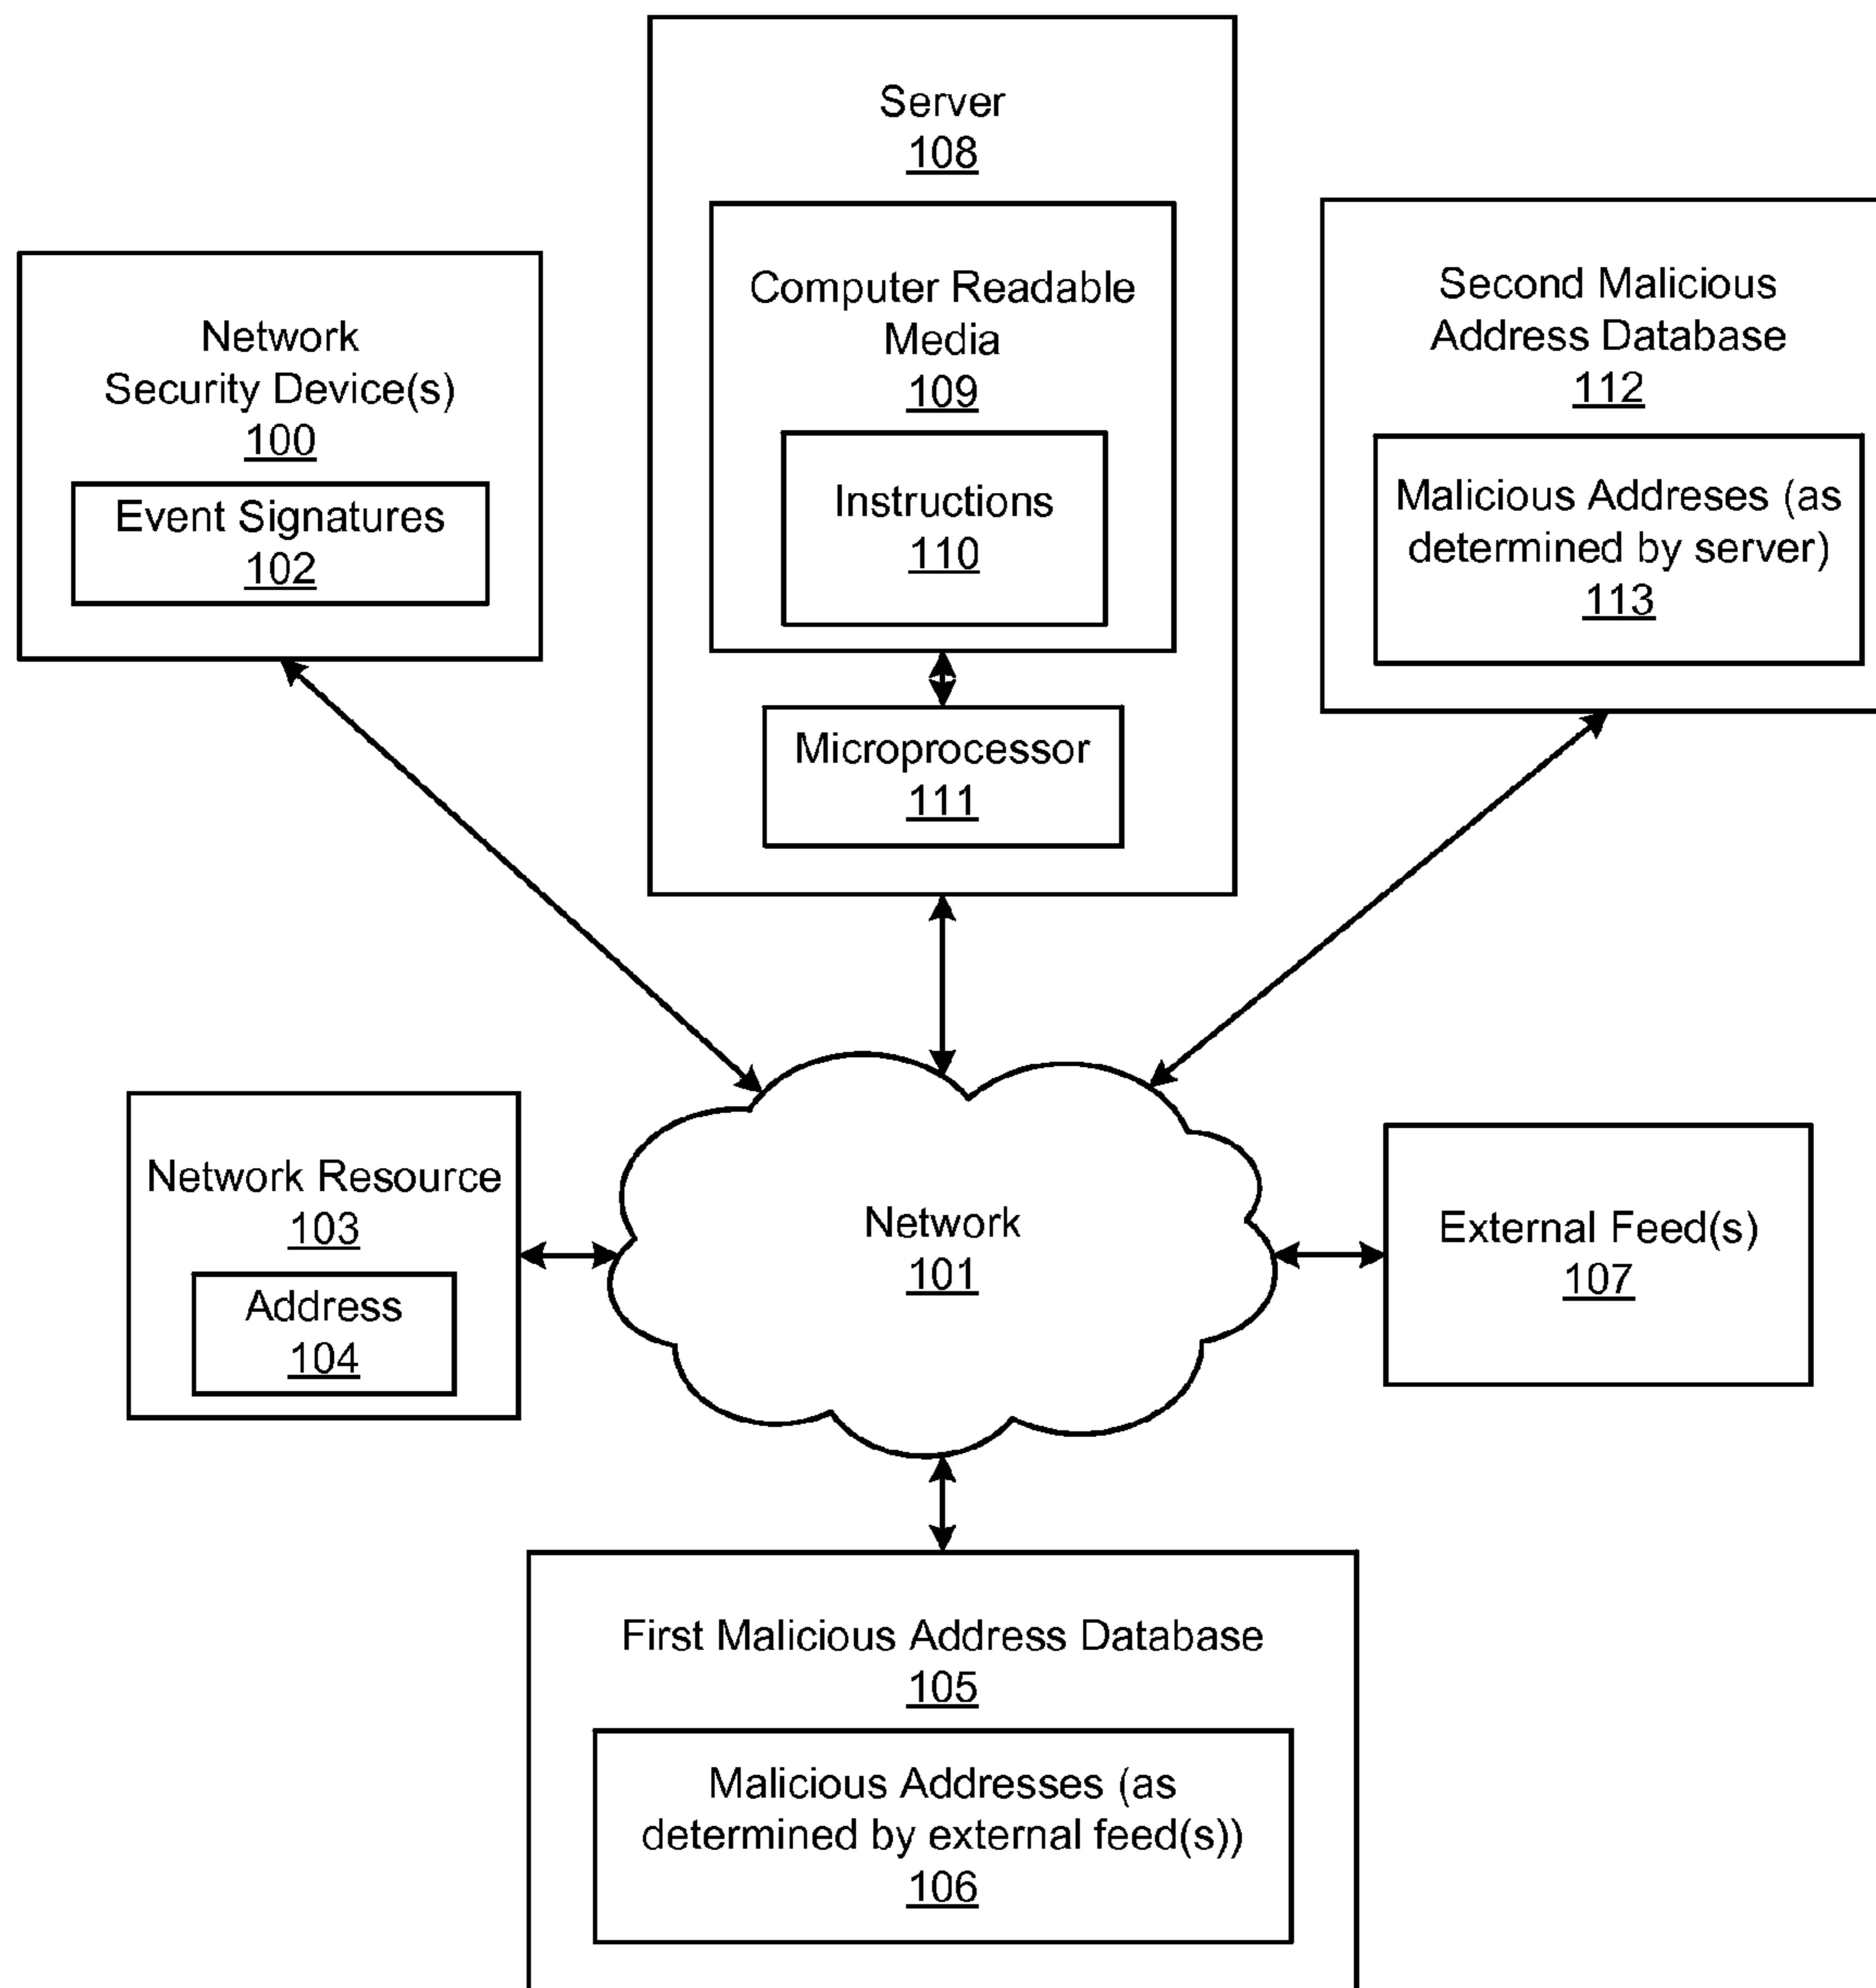 Server
108
Computer Readable
Media
109
Instructions
110
Microprocessor
111
Network
Security Device(s)
100
Event Signatures
102
Second Malicious
Address Database
112
Malicious Addreses (as
determined by server)
113
Network Resource
103
Address
104
Network
101
External Feed(s)
107
First Malicious Address Database
105
Malicious Addresses (as
determined by external feed(s))
106